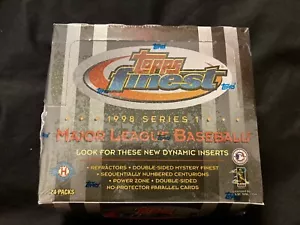 topps
finest
1998 SERIES 1
MAJOR LEAGUE BASEBALL
LOOK FOR THESE NEW DYNAMIC INSERTS
• REFRACTORS • DOUBLE-SIDED MYSTERY FINEST
• SEQUENTIALLY NUMBERED CENTURIONS
• POWER ZONE • DOUBLE-SIDED
NO-PROTECTOR PARALLEL CARDS
H
24 PACKS
topps